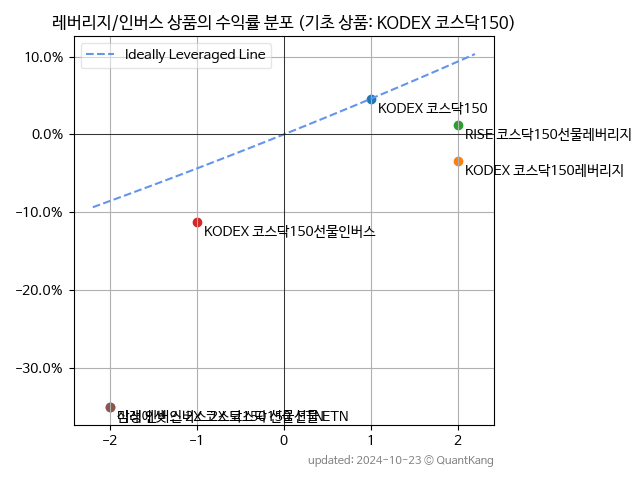 레버리지/인버스 상품의 수익률 분포 (기초 상품: KODEX 코스닥150)
10.0%
Ideally Leveraged Line
KODEX 코스닥150
0.0%
RISE 코스닥150선물레버리지
KODEX 코스닥150레버리지
-10.0%
KODEX 코스닥150선물인버스
-20.0%
-30.0%
ETN
-2 -1 0 1 2
updated: 2024-10-23 © QuantKang